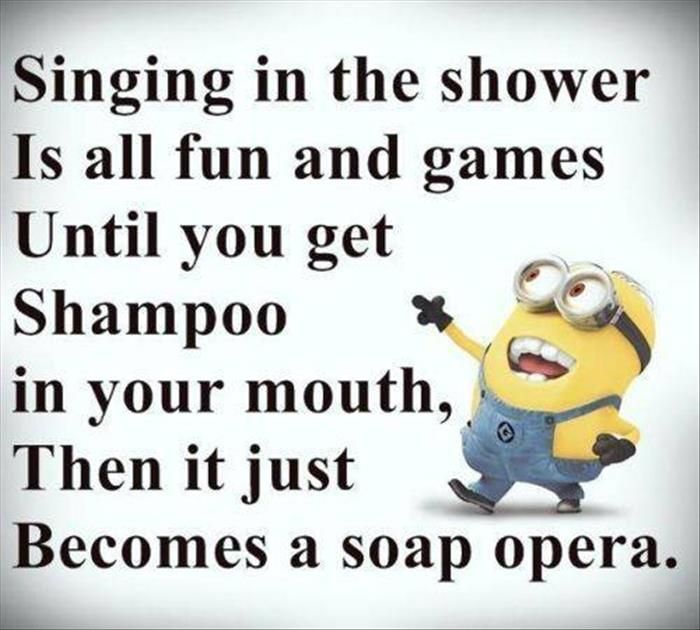 Singing in the shower
Is all fun and games
Until you get
Shampoo
in your mouth,
Then it just
Becomes a soap opera.